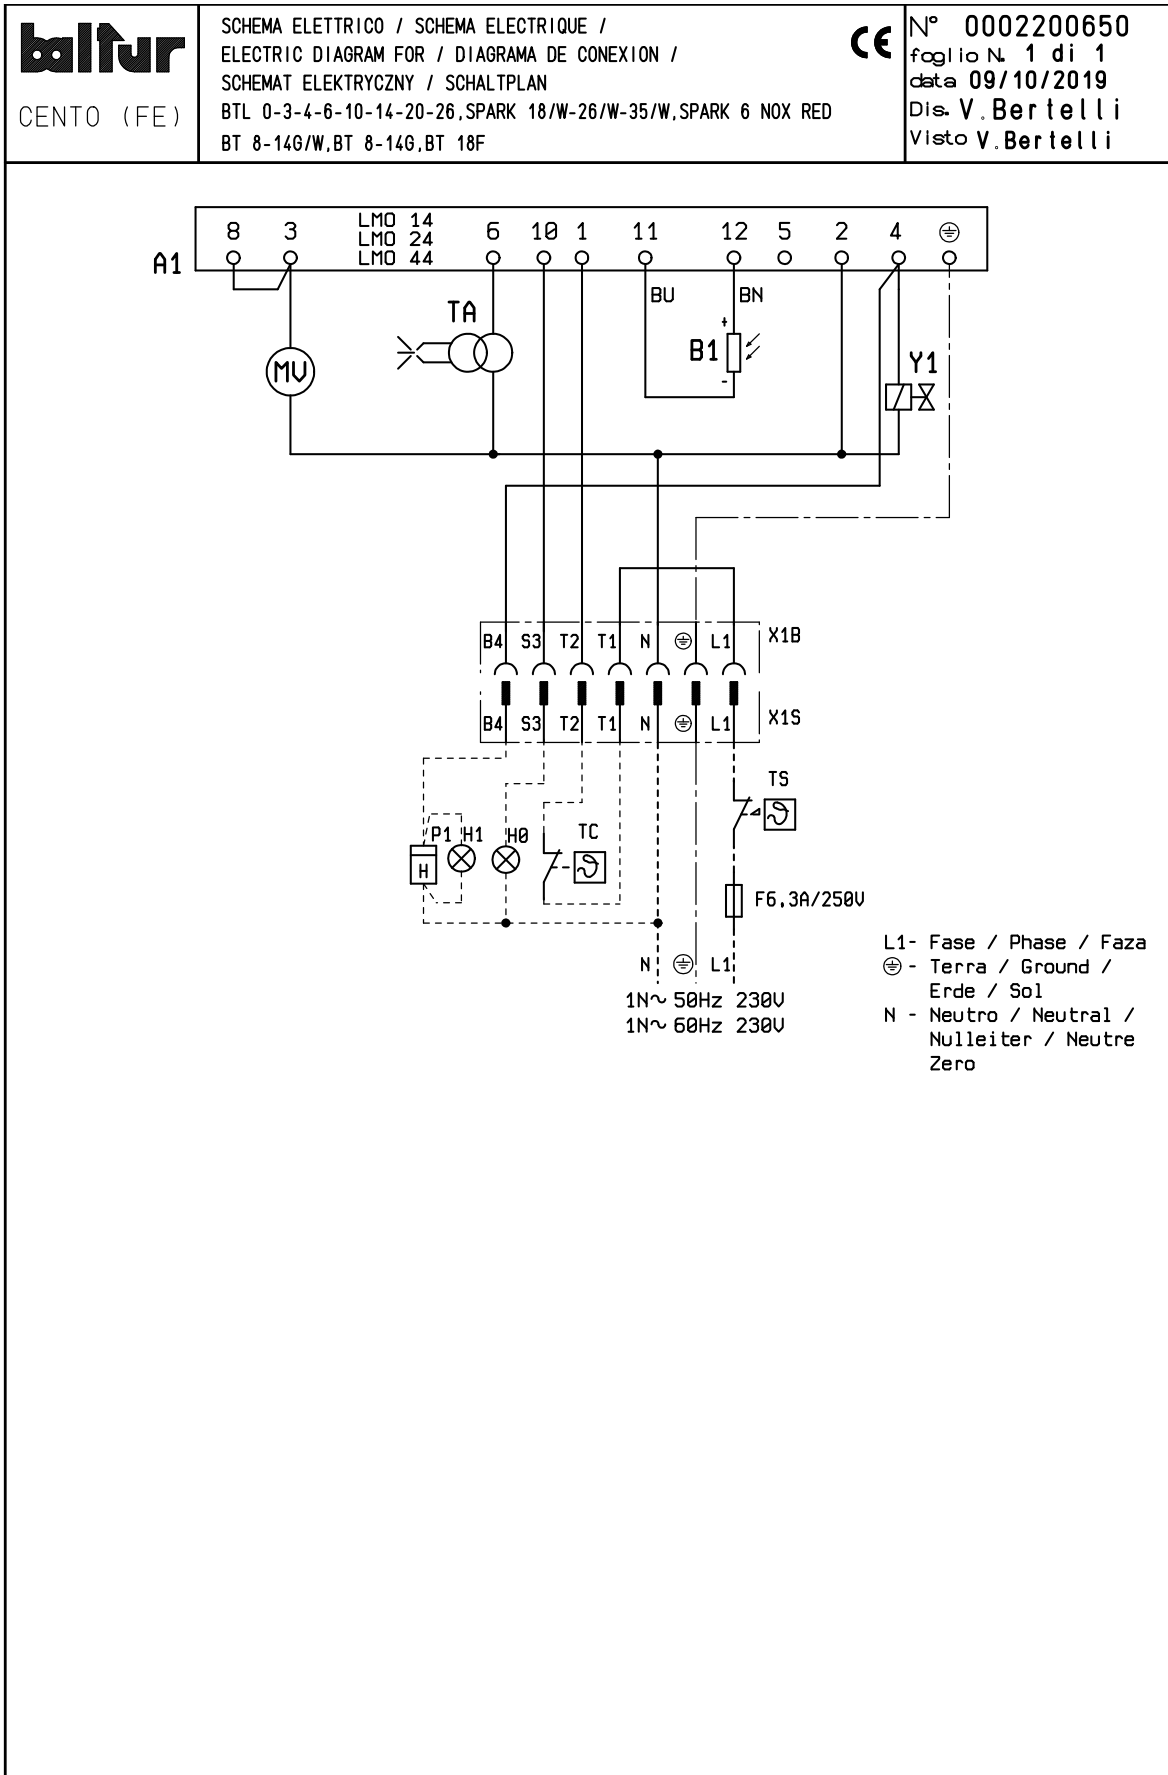 baltur
CENTO (FE)
SCHEMA ELETTRICO / SCHEMA ELECTRIQUE /
ELECTRIC DIAGRAM FOR / DIAGRAMA DE CONEXION /
SCHEMAT ELEKTRYCZNY / SCHALTPLAN
BTL 0-3-4-6-10-14-20-26,SPARK 18/W-26/W-35/W,SPARK 6 NOX RED
BT 8-14G/W,BT 8-14G,BT 18F
CE
N° 0002200650
foglio N. 1 di 1
data 09/10/2019
Dis. V.Bertelli
Visto V.Bertelli
A1
8 3 LMO 14 6 10 1 11 12 5 2 4
LMO 24
LMO 44
BU BN
TA
+
B1
-
MV
Y1
B4 S3 T2 T1 N L1 X1B
B4 S3 T2 T1 N L1 X1S
TS
P1 H1 H0 TC
H
F6,3A/250V
N L1
1N~ 50Hz 230V
1N~ 60Hz 230V
L1- Fase / Phase / Faza
- Terra / Ground /
Erde / Sol
N - Neutro / Neutral /
Nulleiter / Neutre
Zero